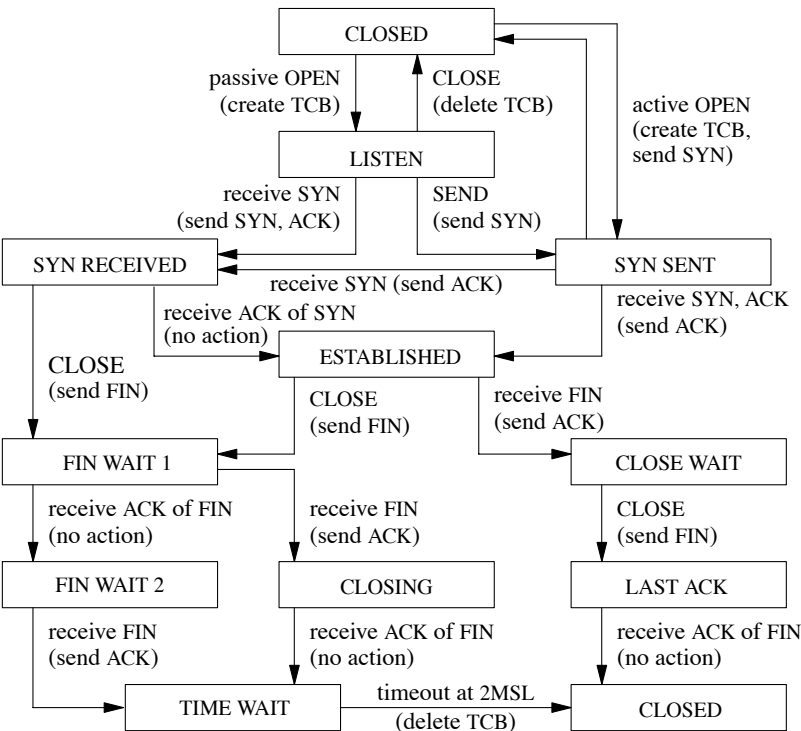 CLOSED
passive OPEN
(create TCB)
CLOSE
(delete TCB)
active OPEN
(create TCB,
send SYN)
LISTEN
receive SYN
(send SYN, ACK)
SEND
(send SYN)
SYN RECEIVED
SYN SENT
receive SYN (send ACK)
receive ACK of SYN
(no action)
receive SYN, ACK
(send ACK)
ESTABLISHED
CLOSE
(send FIN)
CLOSE
(send FIN)
receive FIN
(send ACK)
FIN WAIT 1
CLOSE WAIT
receive ACK of FIN
(no action)
receive FIN
(send ACK)
CLOSE
(send FIN)
FIN WAIT 2
CLOSING
LAST ACK
receive FIN
(send ACK)
receive ACK of FIN
(no action)
receive ACK of FIN
(no action)
TIME WAIT
timeout at 2MSL
(delete TCB)
CLOSED